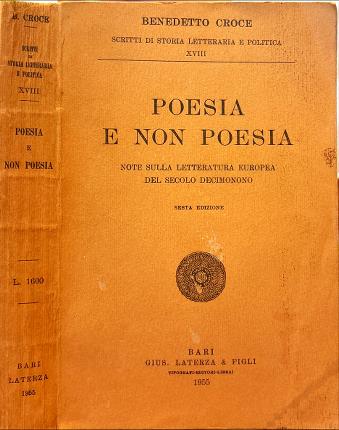 B. CROCE
SCRITTI
DI
STORIA LETTERARIA
E POLITICA
XVIII
POESIA
E
NON POESIA
L. 1600
BARI
LATERZA
1955
BENEDETTO CROCE
SCRITTI DI STORIA LETTERARIA E POLITICA
XVIII
POESIA
E NON POESIA
NOTE SULLA LETTERATURA EUROPEA
DEL SECOLO DECIMONONO
SESTA EDIZIONE
BARI
GIUS. LATERZA & FIGLI
TIPOGRAFI-EDITORI-LIBRAI
1955